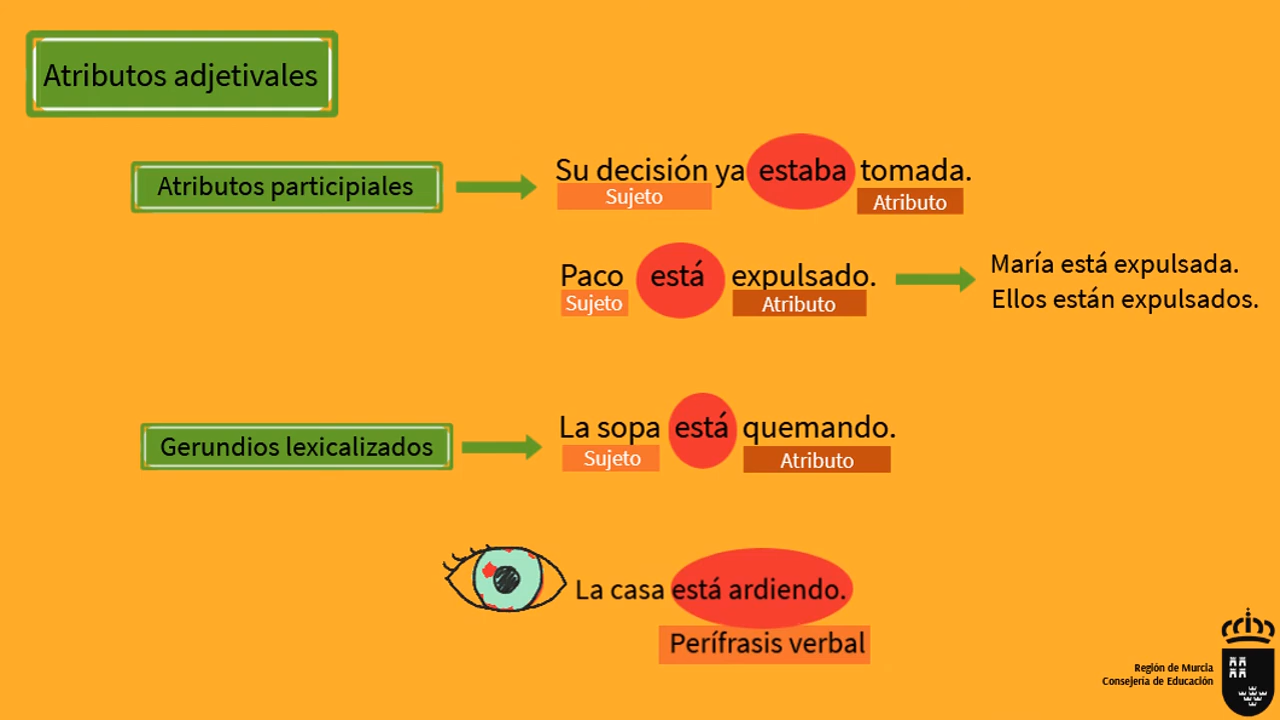 Atributos adjetivales
Atributos participiales
Su decisión ya estaba tomada.
Sujeto
Atributo
Paco está expulsado.
Sujeto
Atributo
María está expulsada.
Ellos están expulsados.
Gerundios lexicalizados
La sopa está quemando.
Sujeto
Atributo
La casa está ardiendo.
Perífrasis verbal
Región de Murcia
Consejería de Educación